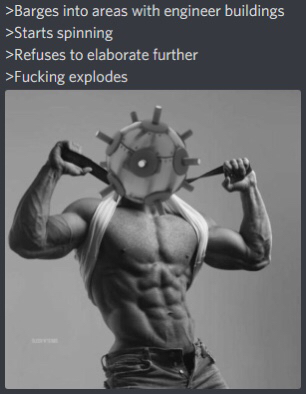 >Barges into areas with engineer buildings
>Starts spinning
>Refuses to elaborate further
>Fucking explodes